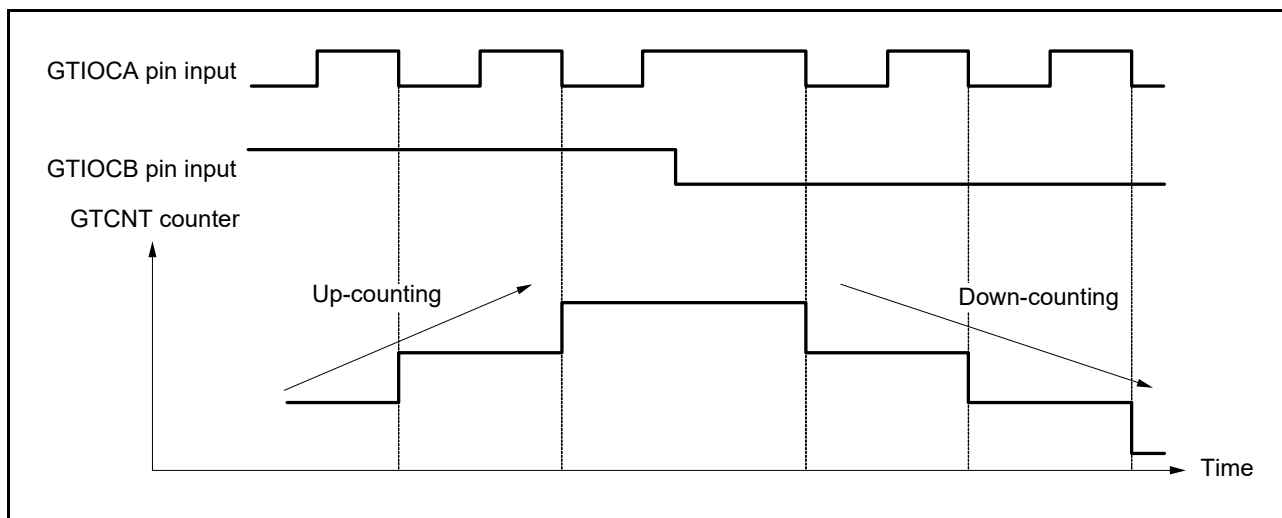 GTIOCA pin input
GTIOCB pin input
GTCNT counter
Up-counting
Down-counting
Time